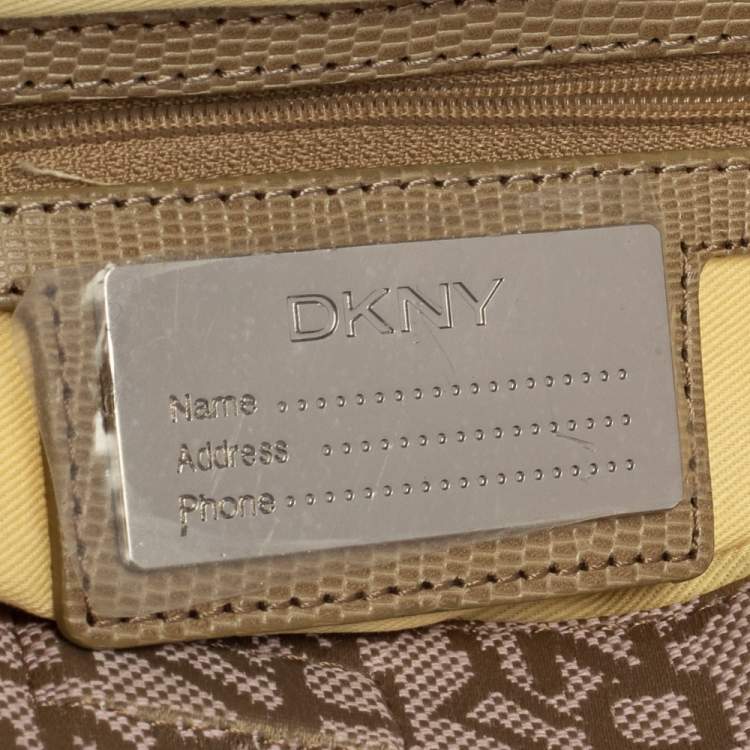 DKNY
Name ...................
Address ................
Phone ..................